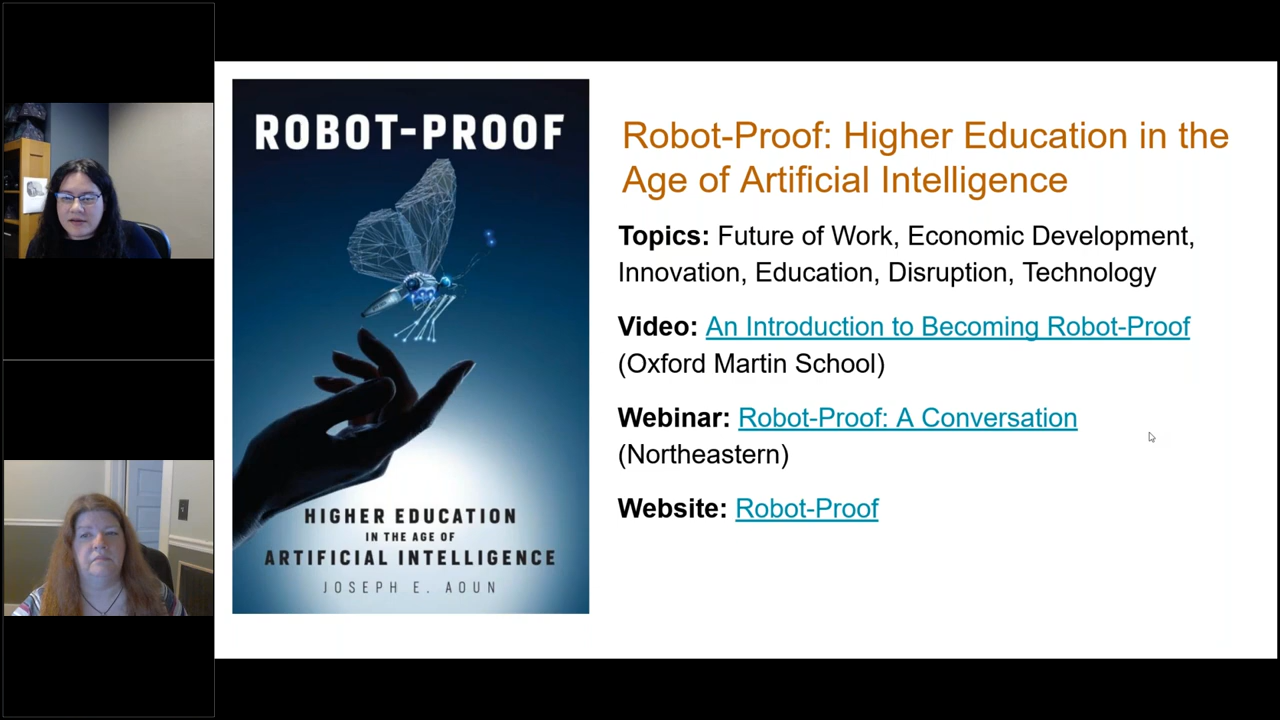 ROBOT-PROOF
HIGHER EDUCATION
IN THE AGE OF
ARTIFICIAL INTELLIGENCE
JOSEPH E. AOUN
Robot-Proof: Higher Education in the
Age of Artificial Intelligence
Topics: Future of Work, Economic Development,
Innovation, Education, Disruption, Technology
Video: An Introduction to Becoming Robot-Proof
(Oxford Martin School)
Webinar: Robot-Proof: A Conversation
(Northeastern)
Website: Robot-Proof